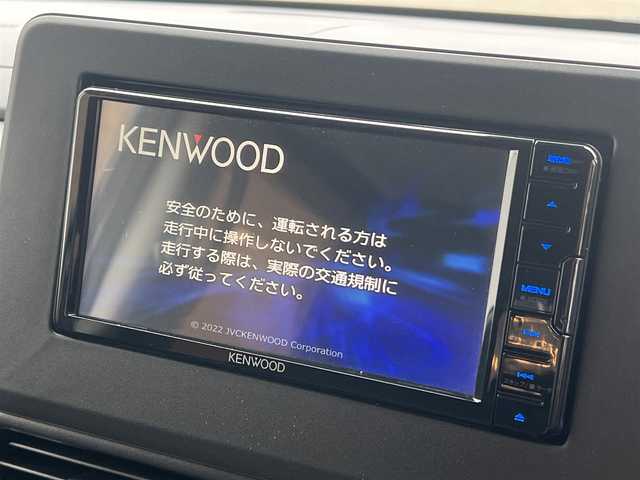 KENWOOD
安全のために、運転される方は
走行中に操作しないでください。
走行する際は、実際の交通規制に
必ず従ってください。
© 2022 JVCKENWOOD Corporation
KENWOOD
MENU